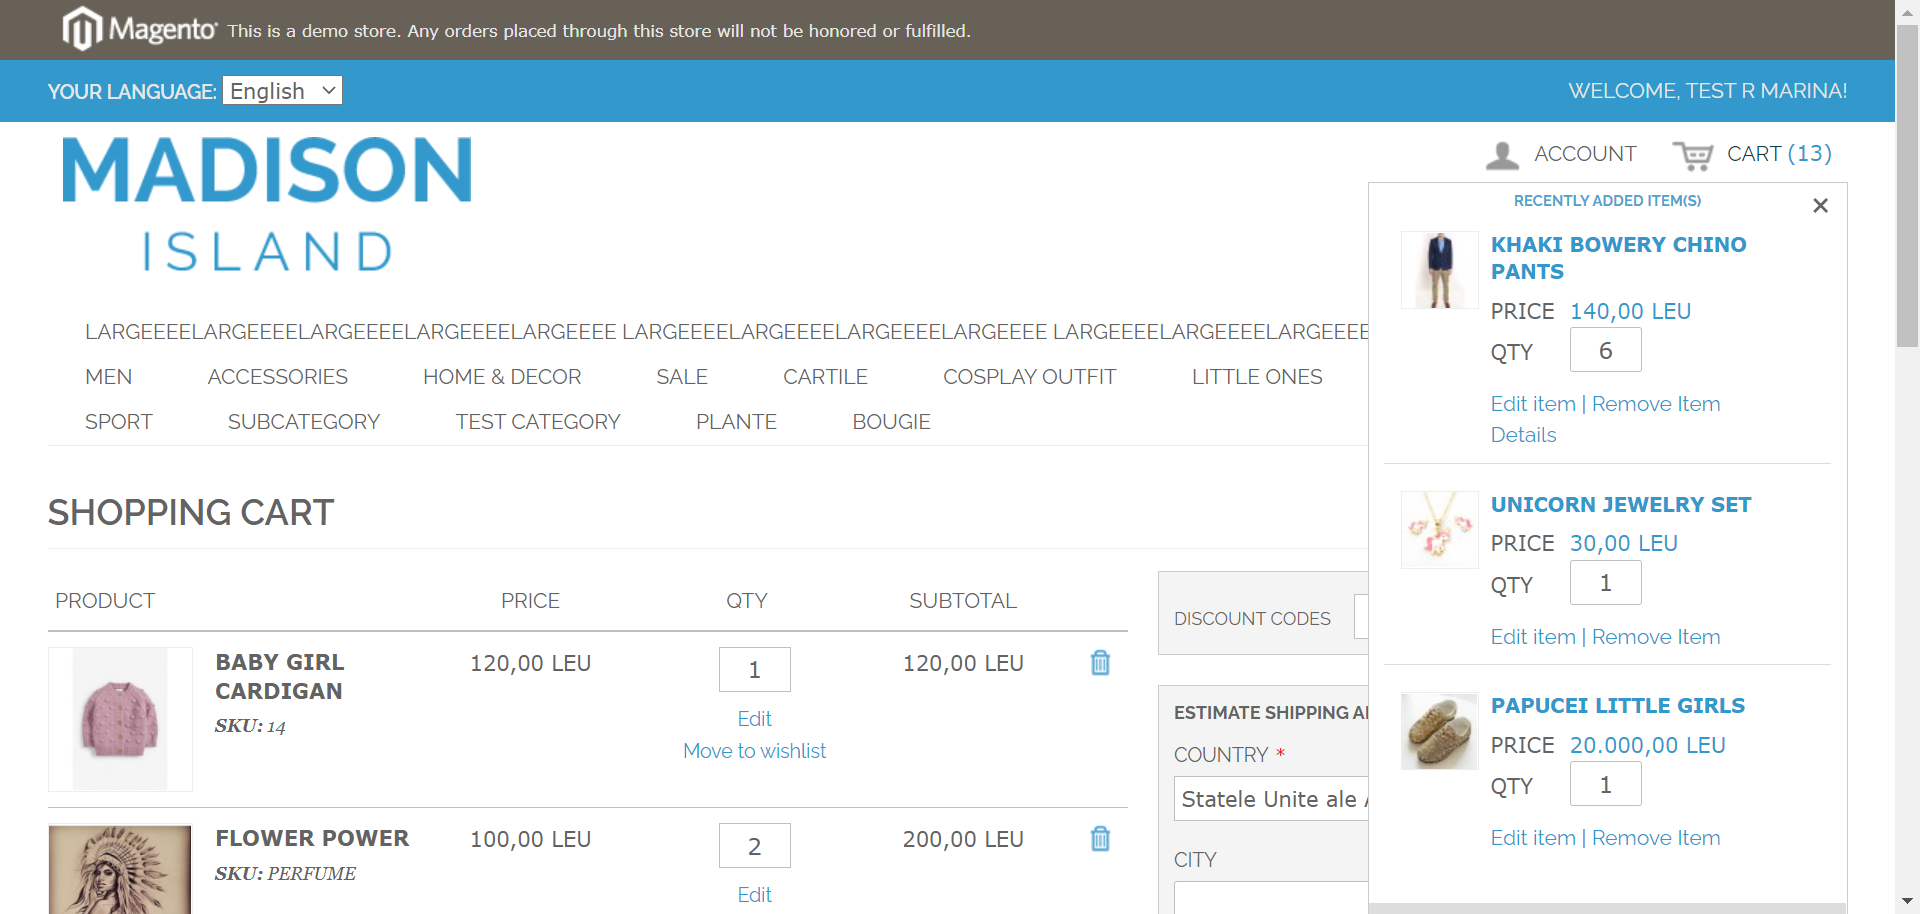 Magento This is a demo store. Any orders placed through this store will not be honored or fulfilled.
YOUR LANGUAGE: English
WELCOME, TEST R MARINA!
MADISON
ISLAND
ACCOUNT
CART (13)
RECENTLY ADDED ITEM(S)
×
KHAKI BOWERY CHINO
PANTS
PRICE 140,00 LEU
QTY 6
Edit item | Remove Item
Details
UNICORN JEWELRY SET
PRICE 30,00 LEU
QTY 1
Edit item | Remove Item
PAPUCEI LITTLE GIRLS
PRICE 20.000,00 LEU
QTY 1
Edit item | Remove Item
LARGEEEELARGEEEELARGEEEELARGEEEELARGEEEE LARGEEEELARGEEEELARGEEEELARGEEEE LARGEEEELARGEEEELARGEEEE
MEN ACCESSORIES HOME & DECOR SALE CARTILE COSPLAY OUTFIT LITTLE ONES
SPORT SUBCATEGORY TEST CATEGORY PLANTE BOUGIE
SHOPPING CART
PRODUCT PRICE QTY SUBTOTAL
BABY GIRL
CARDIGAN
SKU: 14
120,00 LEU
1
Edit
Move to wishlist
120,00 LEU
FLOWER POWER
SKU: PERFUME
100,00 LEU
2
Edit
200,00 LEU
DISCOUNT CODES
ESTIMATE SHIPPING A
COUNTRY *
Statele Unite ale A
CITY